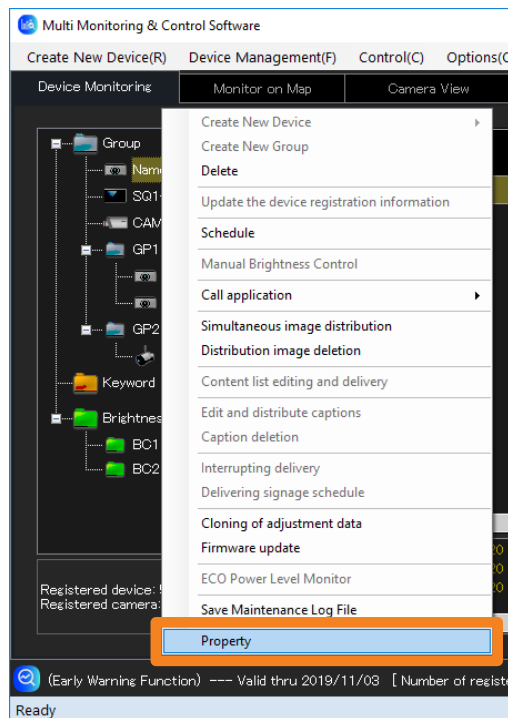 Multi Monitoring & Control Software
Create New Device(R) Device Management(F) Control(C) Options(
Device Monitoring Monitor on Map Camera View
Group
Create New Device
Create New Group
Delete
SQ1
Update the device registration information
CAM
Schedule
GP1
Manual Brightness Control
Call application
GP2
Simultaneous image distribution
Distribution image deletion
Keyword
Content list editing and delivery
Edit and distribute captions
Caption deletion
BC1
BC2
Interrupting delivery
Delivering signage schedule
Cloning of adjustment data
Firmware update
ECO Power Level Monitor
Registered device:
Registered camera:
Save Maintenance Log File
Property
(Early Warning Function) --- Valid thru 2019/11/03 [ Number of
Ready